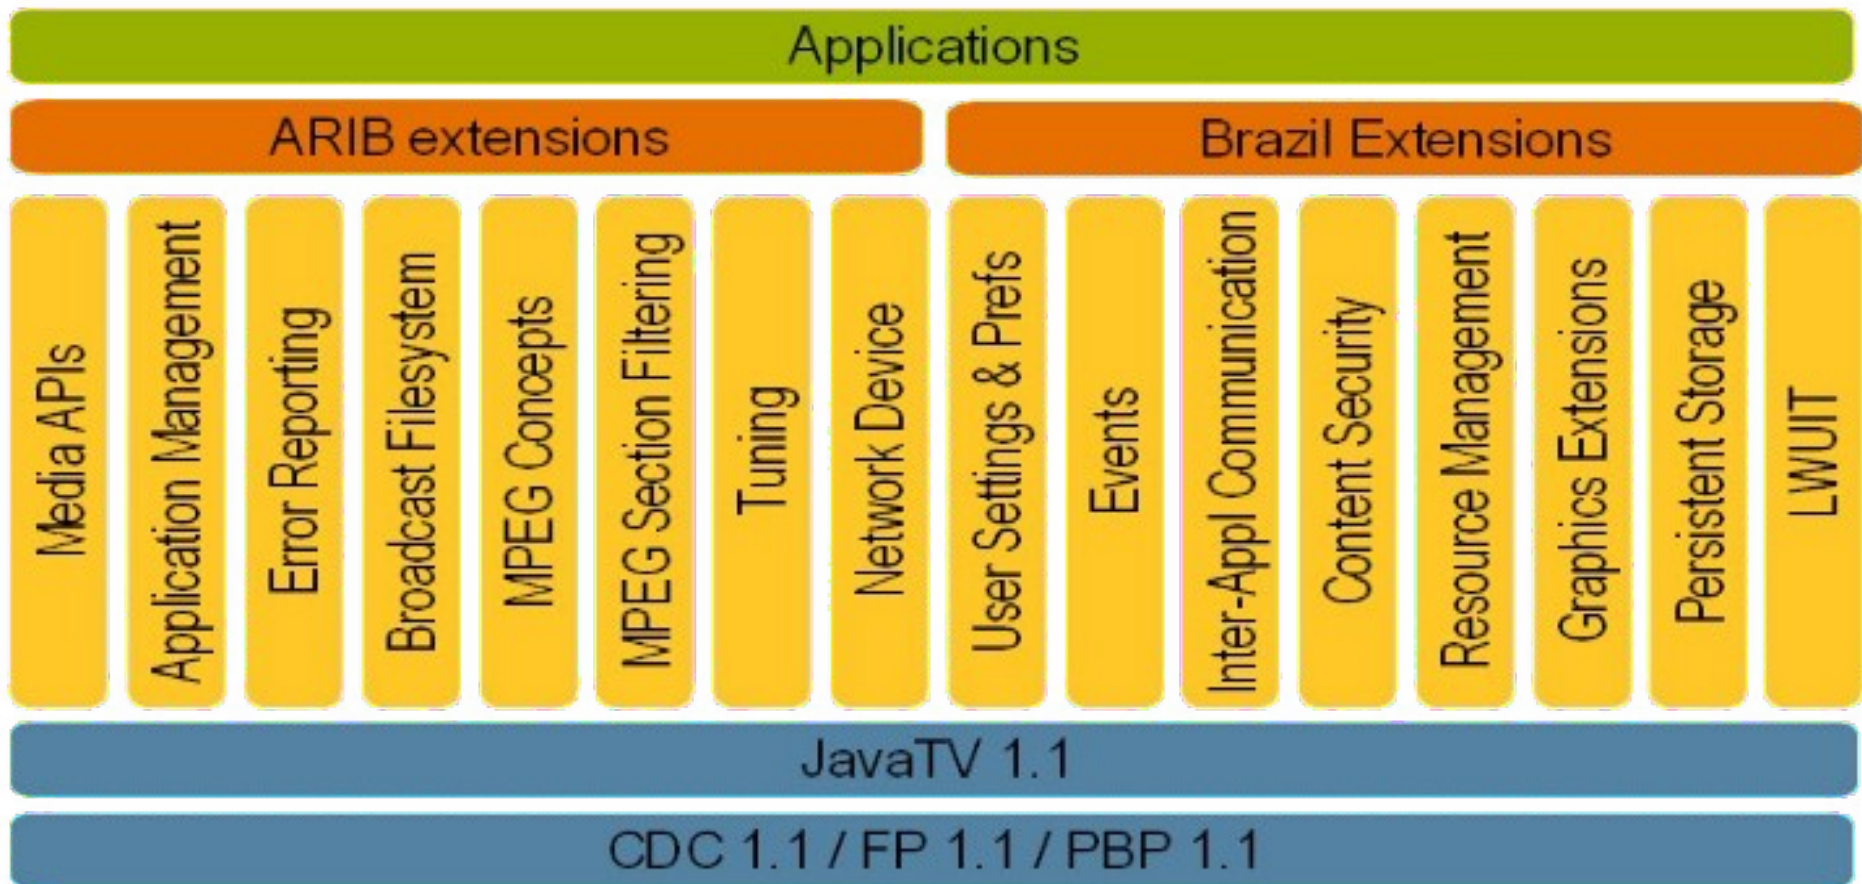 Applications
ARIB extensions
Brazil Extensions
Media APIs
Application Management
Error Reporting
Broadcast Filesystem
MPEG Concepts
MPEG Section Filtering
Tuning
Network Device
User Settings & Prefs
Events
Inter-Appl Communication
Content Security
Resource Management
Graphics Extensions
Persistent Storage
LWUIT
JavaTV 1.1
CDC 1.1 / FP 1.1 / PBP 1.1